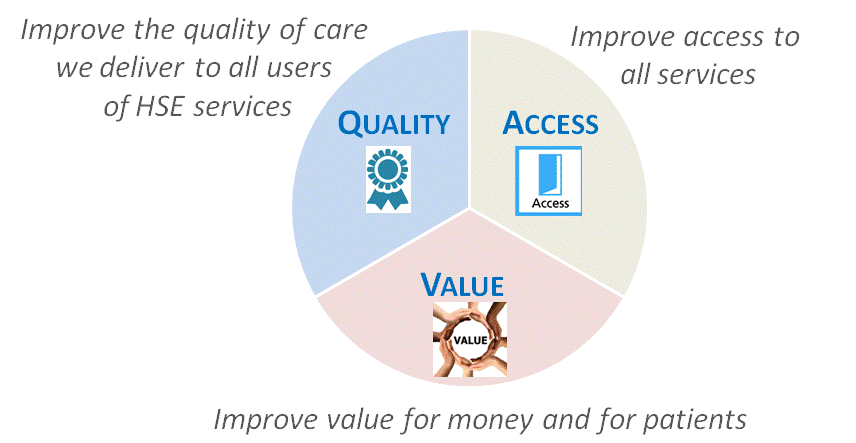 Improve the quality of care
we deliver to all users
of HSE services
Improve access to
all services
QUALITY
ACCESS
Access
VALUE
VALUE
Improve value for money and for patients